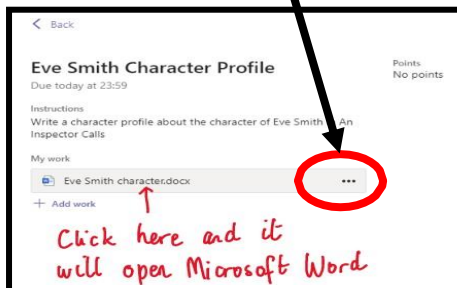 Back
Eve Smith Character Profile
Due today at 23:59
Points
No points
Instructions
Write a character profile about the character of Eve Smith An
Inspector Calls
My work
Eve Smith character.docx
+ Add work
Click here and it
will open Microsoft Word